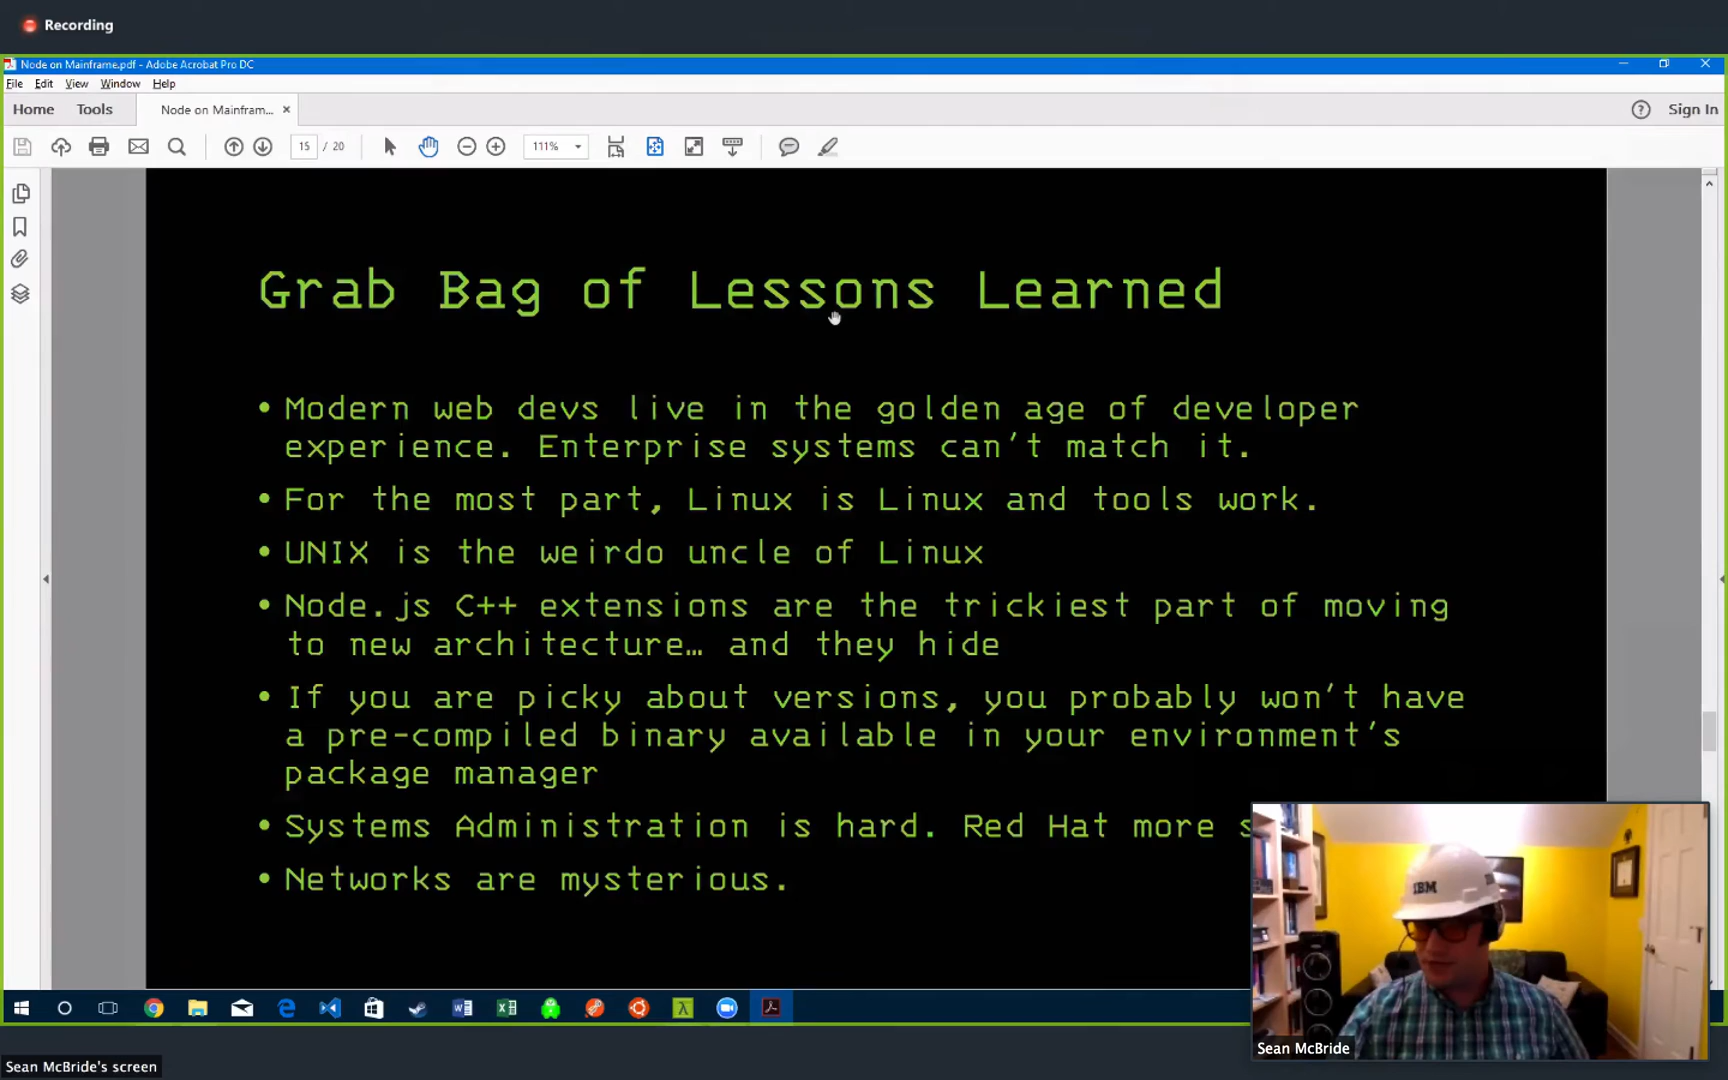 Recording
Node on Mainframe.pdf - Adobe Acrobat Pro DC
File Edit View Window Help
Home Tools Node on Mainfram... Sign In
15 / 20 111%
Grab Bag of Lessons Learned
• Modern web devs live in the golden age of developer
experience. Enterprise systems can't match it.
• For the most part, Linux is Linux and tools work.
• UNIX is the weirdo uncle of Linux
• Node.js C++ extensions are the trickiest part of moving
to new architecture… and they hide
• If you are picky about versions, you probably won't have
a pre-compiled binary available in your environment's
package manager
• Systems Administration is hard. Red Hat more s
• Networks are mysterious.
IBM
Sean McBride
Sean McBride's screen